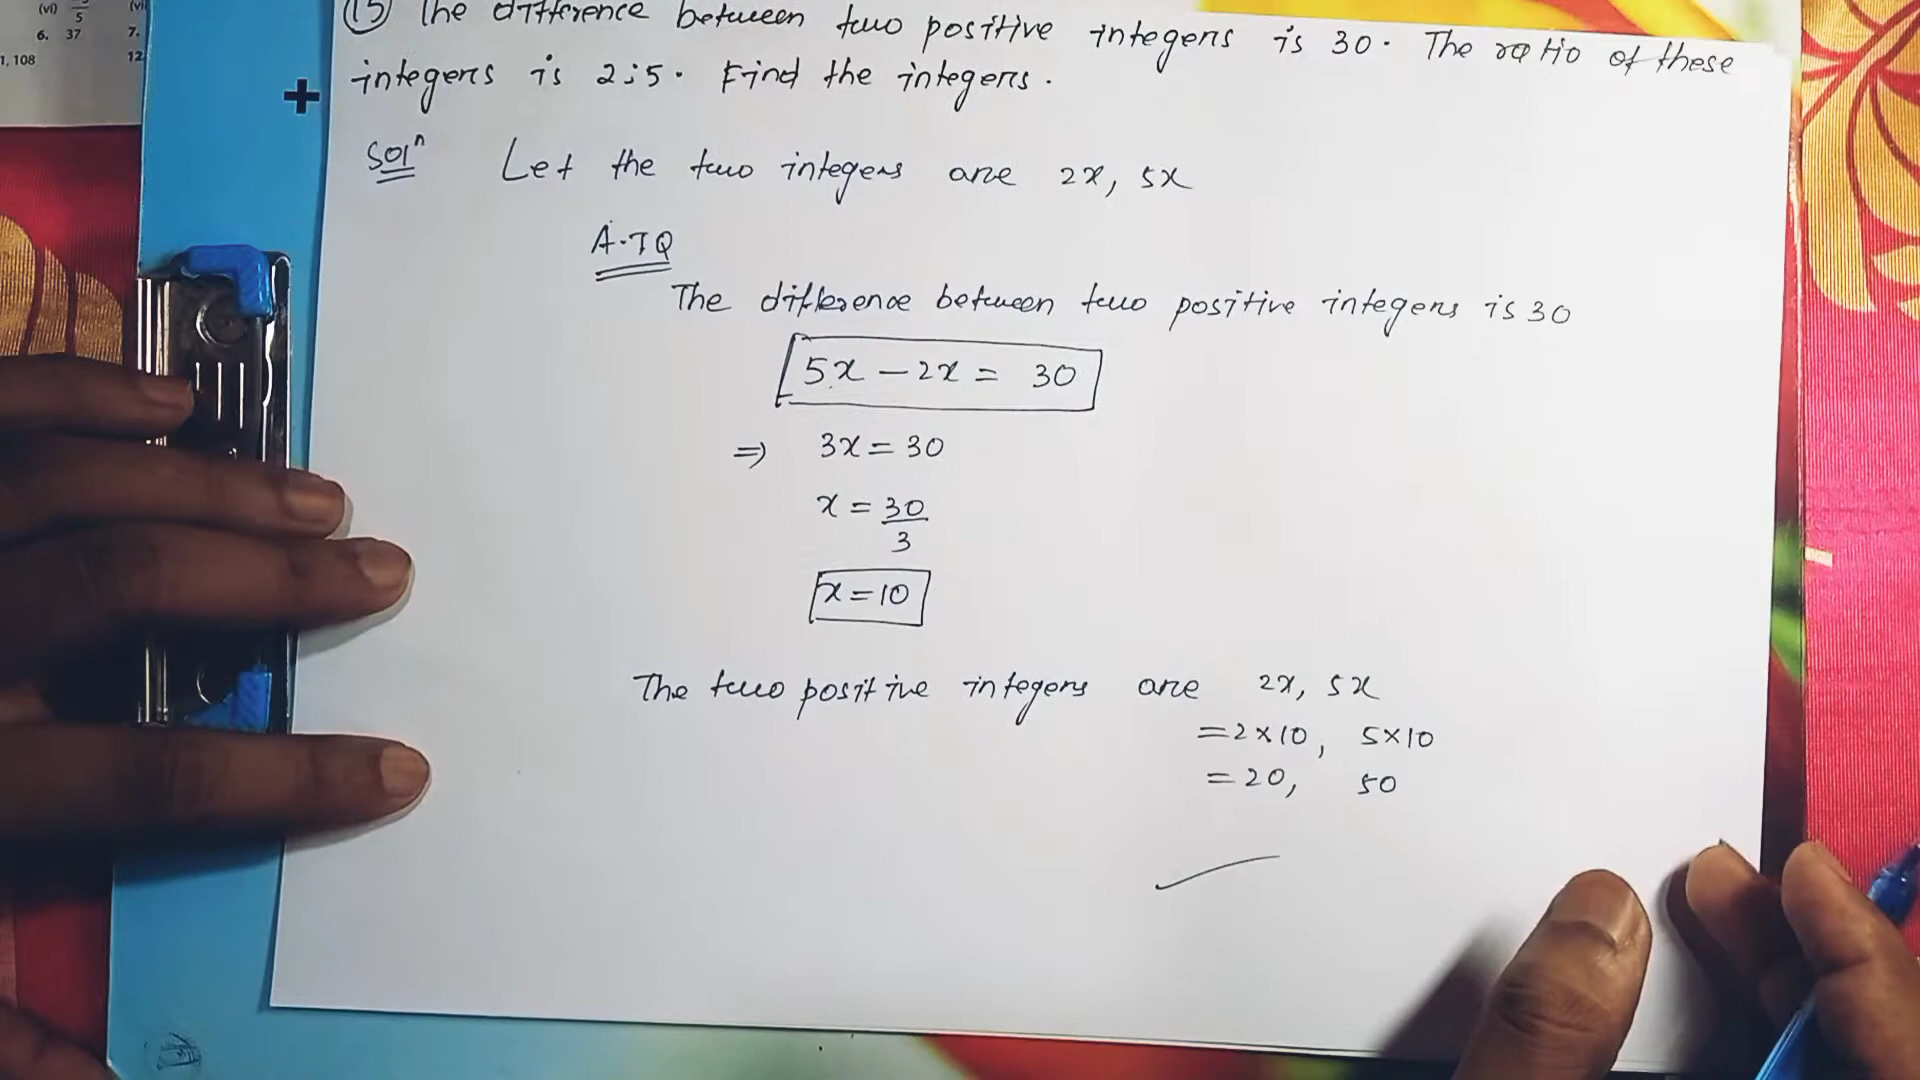 (vi) 5
6. 37 7.
1, 108 12
(15) The difference between two positive integers is 30. The ratio of these
integers is 2:5. Find the integers.
Solⁿ Let the two integers are 2x, 5x
A.TQ
The difference between two positive integers is 30
5x - 2x = 30
⇒ 3x = 30
x = 30/3
x = 10
The two positive integers are 2x, 5x
= 2×10, 5×10
= 20, 50